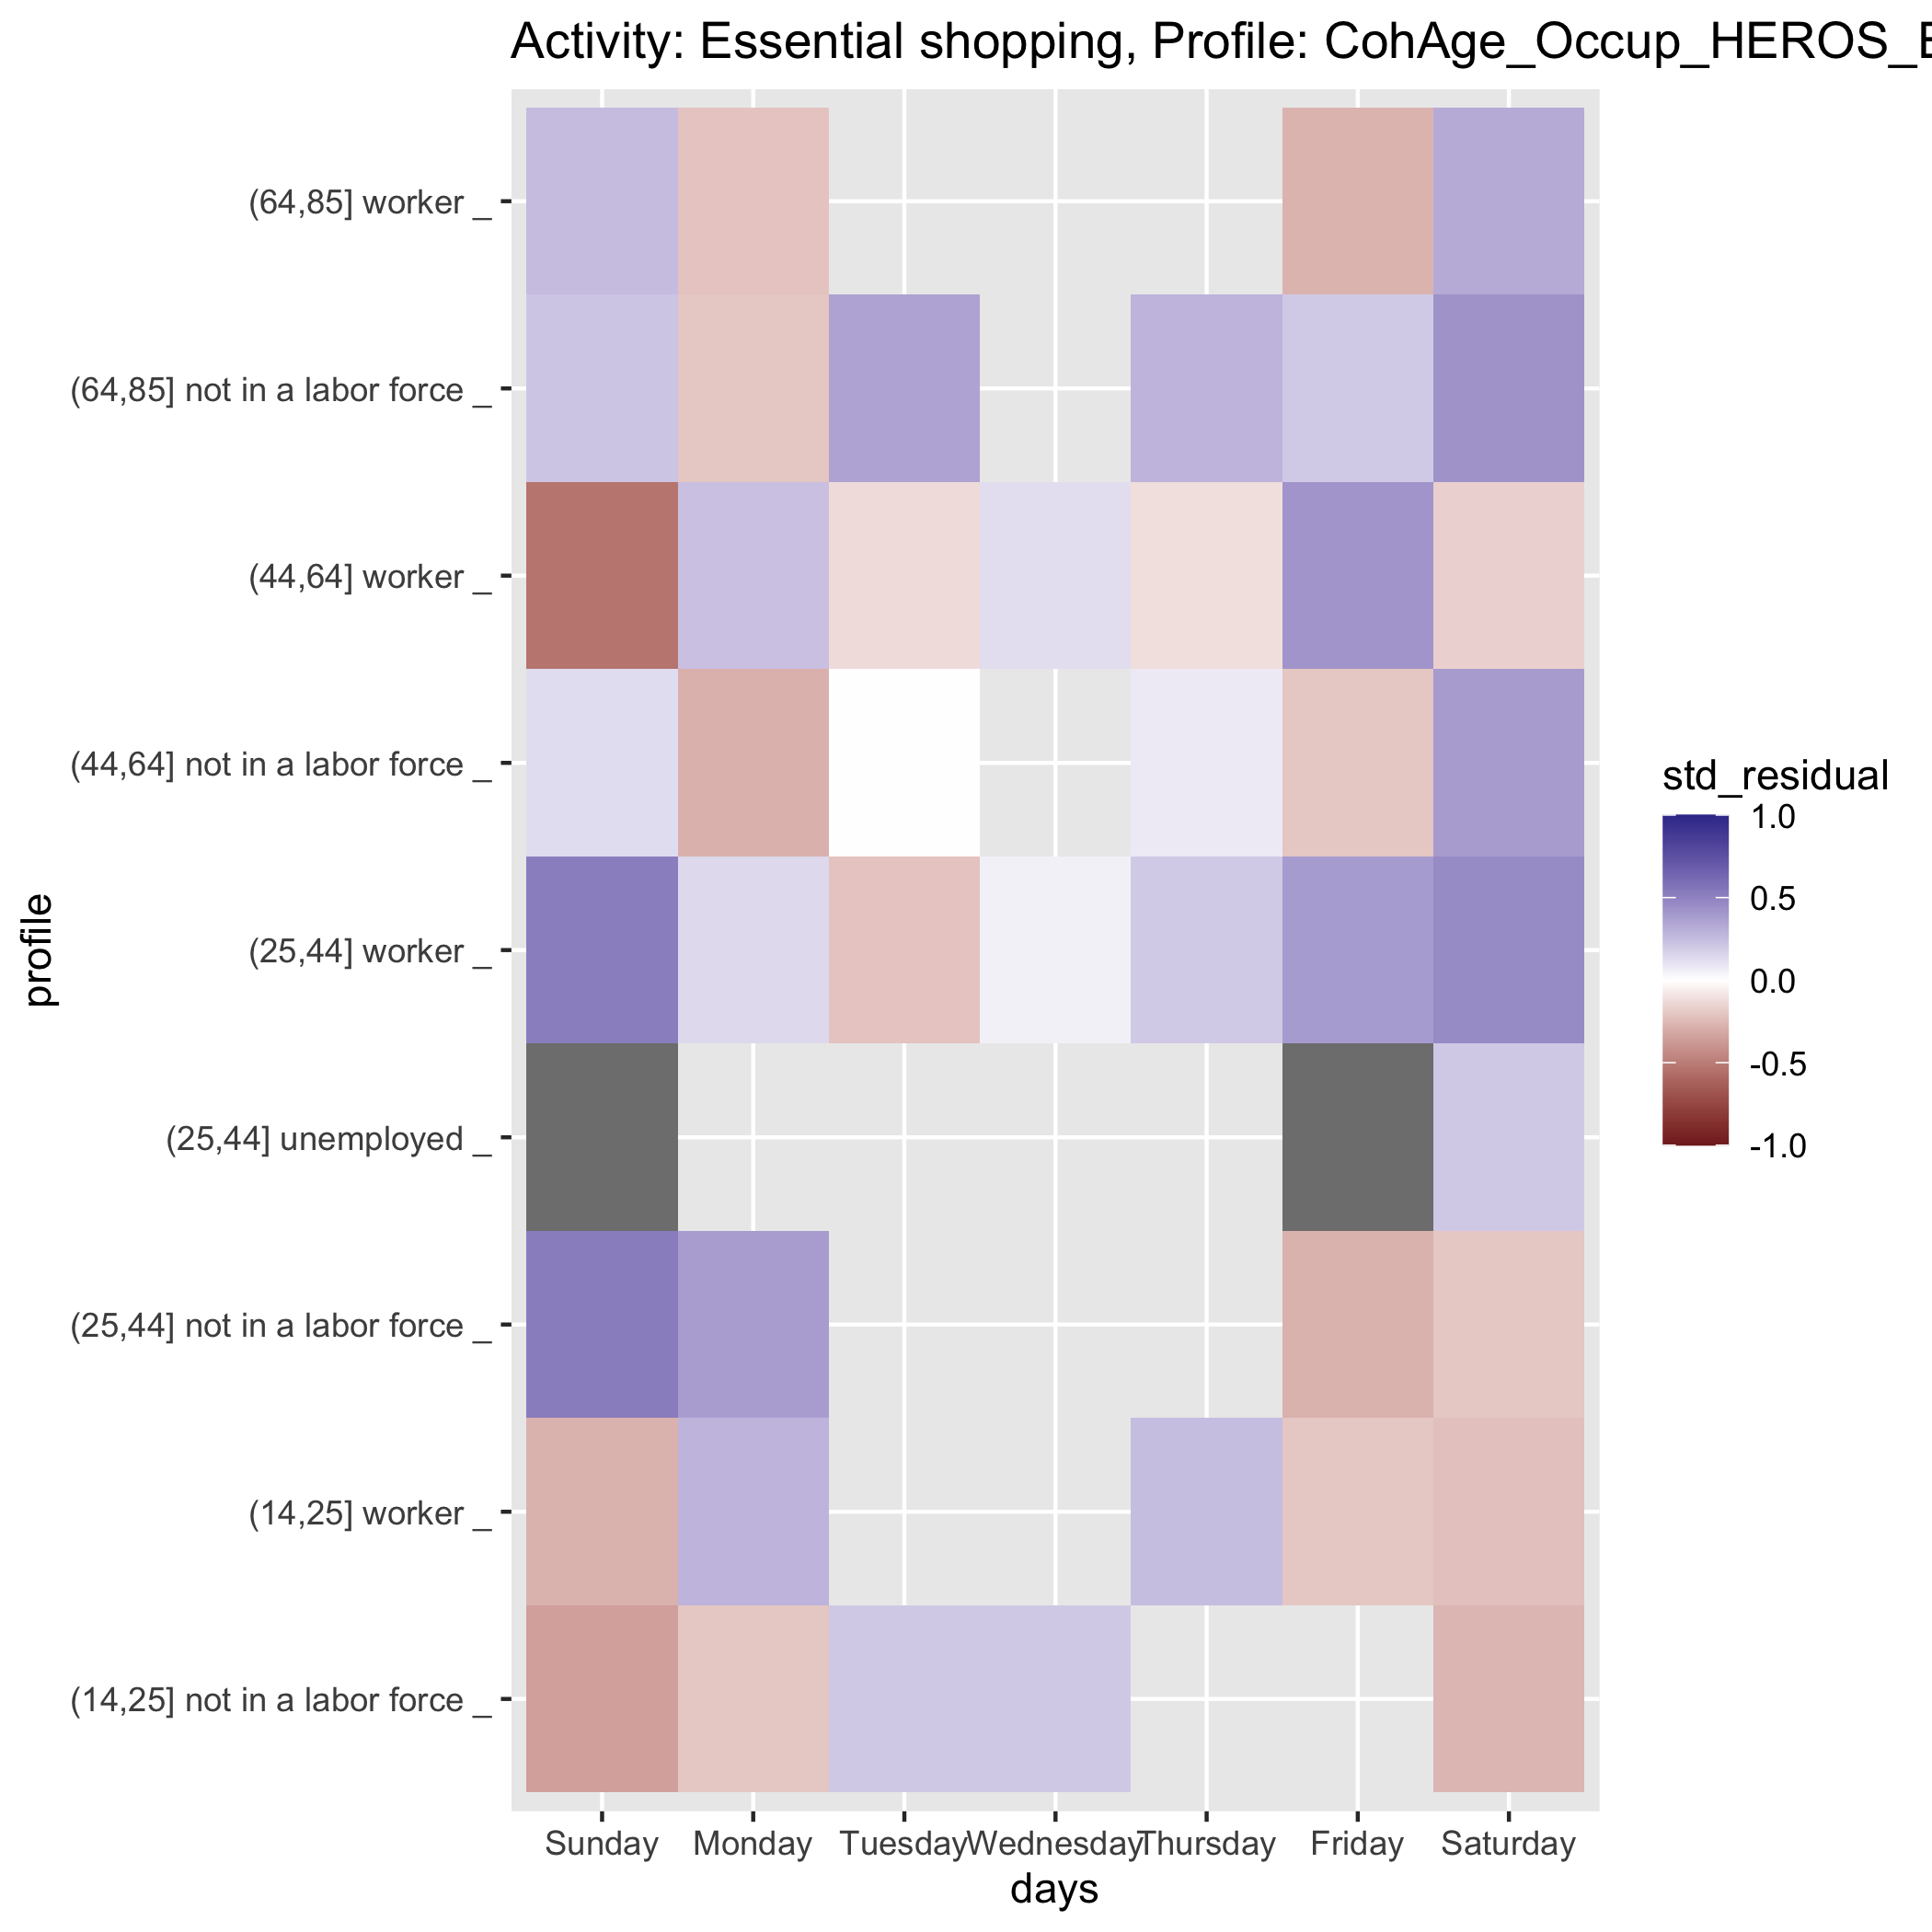 Activity: Essential shopping, Profile: CohAge_Occup_HEROS_
(64,85] worker _
(64,85] not in a labor force _
(44,64] worker _
(44,64] not in a labor force _
(25,44] worker _
(25,44] unemployed _
(25,44] not in a labor force _
(14,25] worker _
(14,25] not in a labor force _
profile
Sunday Monday Tuesday Wednesday Thursday Friday Saturday
days
std_residual
1.0
0.5
0.0
-0.5
-1.0